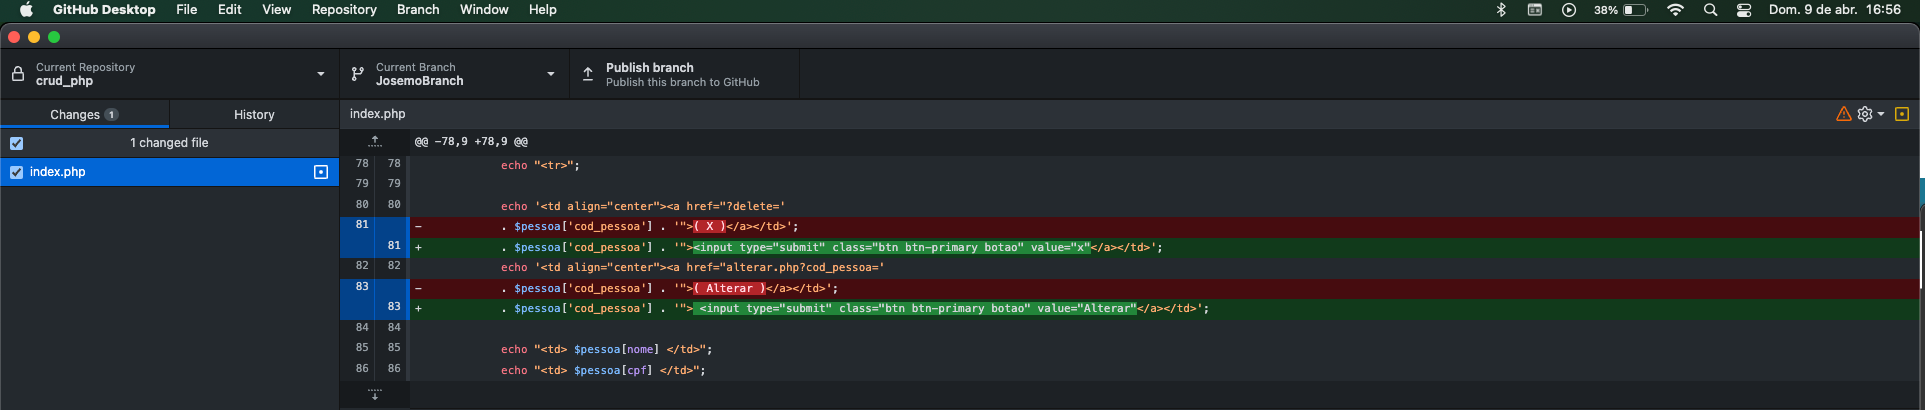 GitHub Desktop File Edit View Repository Branch Window Help 38% Dom. 9 de abr. 16:56
Current Repository
crud_php
Current Branch
JosemoBranch
Publish branch
Publish this branch to GitHub
Changes 1 History
index.php
1 changed file
index.php
@@ -78,9 +78,9 @@
78 78 echo "<tr>";
79 79
80 80 echo '<td align="center"><a href="?delete='
81 - . $pessoa['cod_pessoa'] . '">( X )</a></td>';
81 + . $pessoa['cod_pessoa'] . '"><input type="submit" class="btn btn-primary botao" value="x"</a></td>';
82 82 echo '<td align="center"><a href="alterar.php?cod_pessoa='
83 - . $pessoa['cod_pessoa'] . '">( Alterar )</a></td>';
83 + . $pessoa['cod_pessoa'] . '"> <input type="submit" class="btn btn-primary botao" value="Alterar"</a></td>';
84 84
85 85 echo "<td> $pessoa[nome] </td>";
86 86 echo "<td> $pessoa[cpf] </td>";